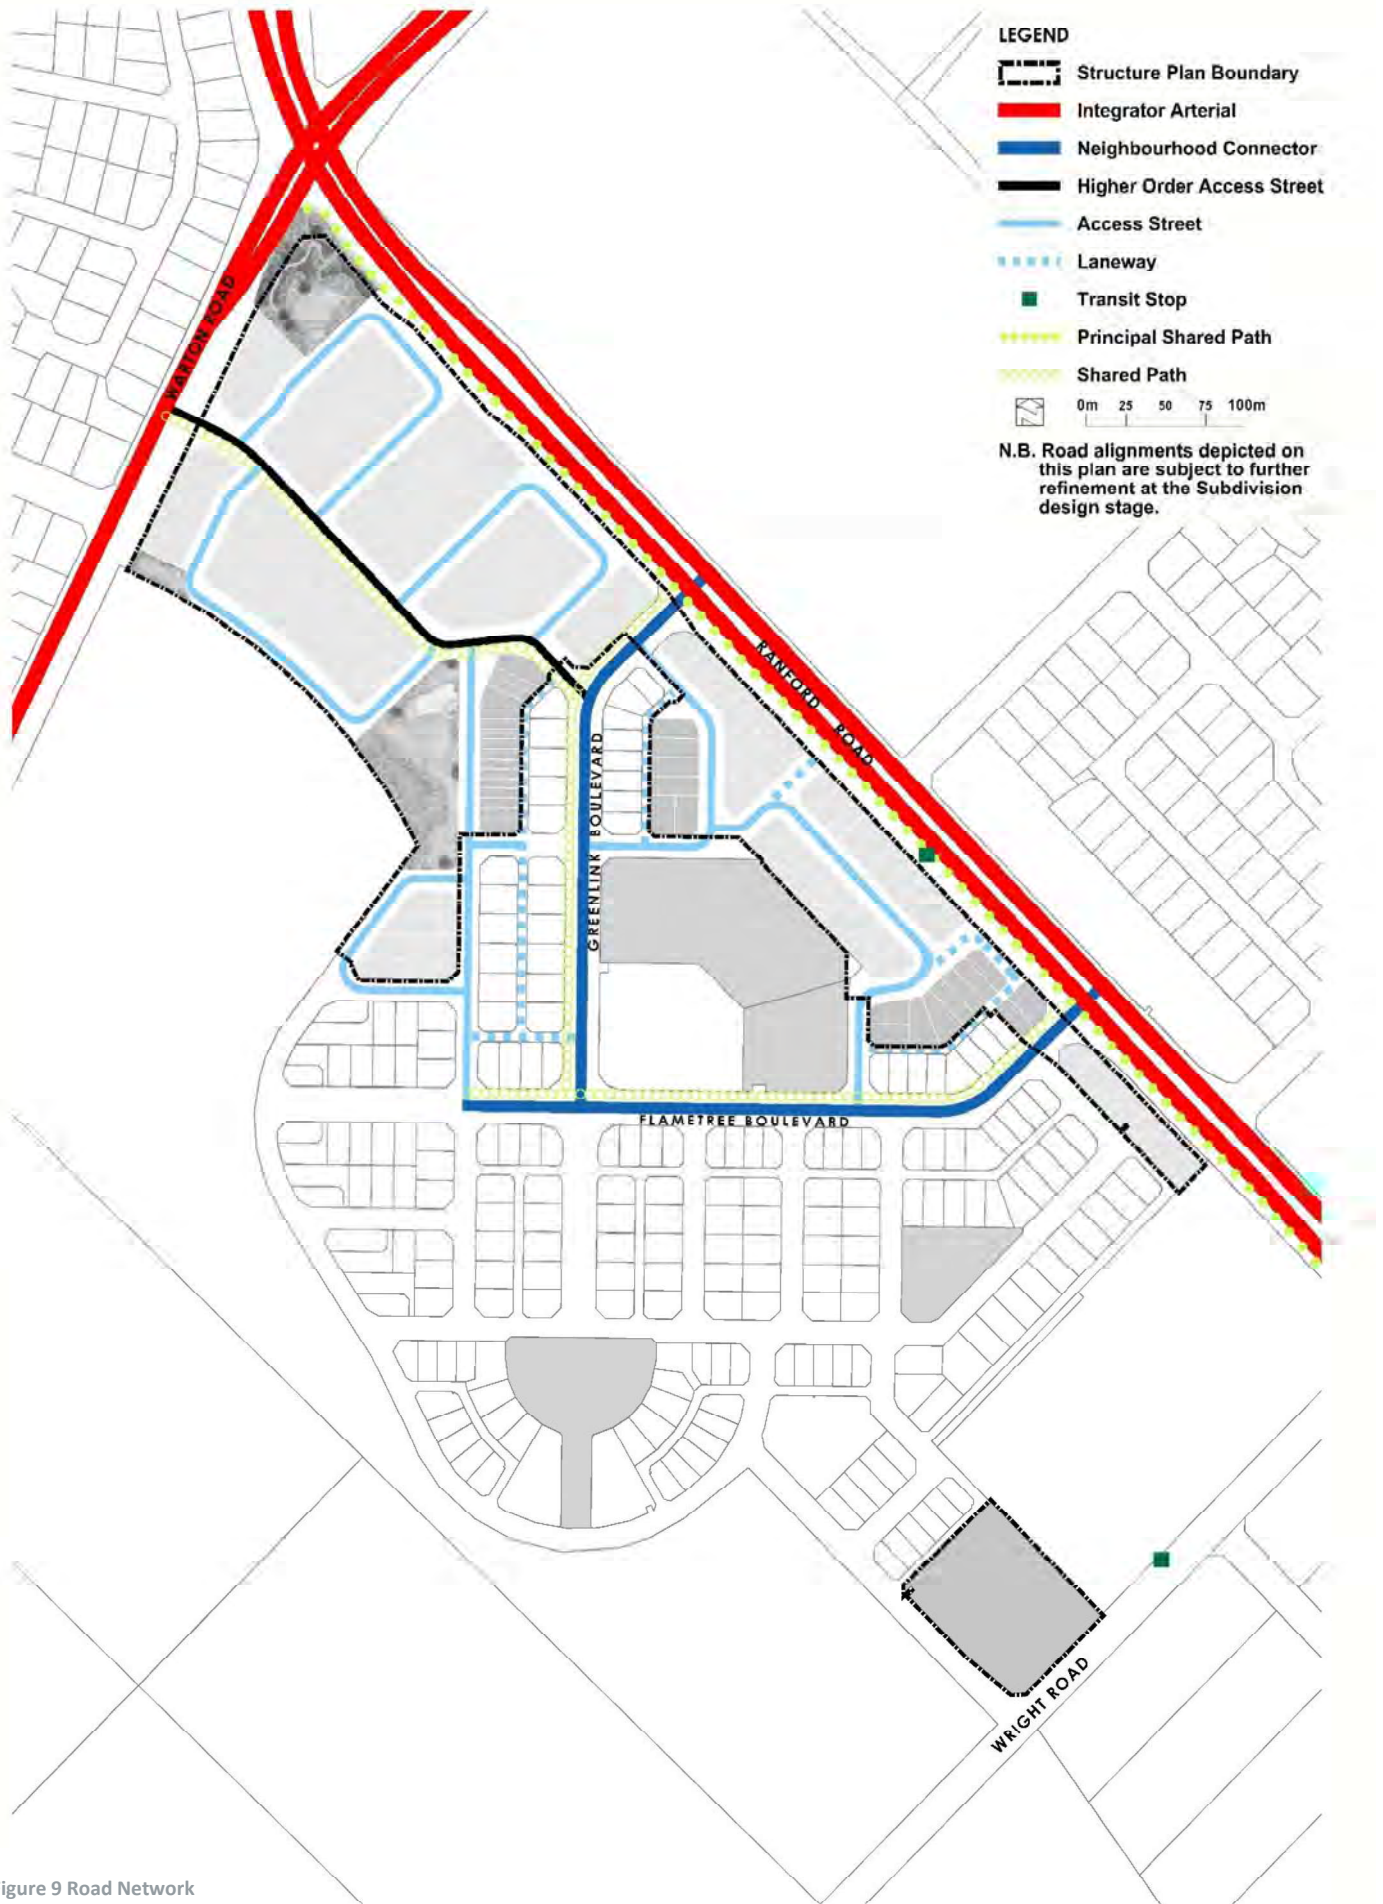 LEGEND
Structure Plan Boundary
Integrator Arterial
Neighbourhood Connector
Higher Order Access Street
Access Street
Laneway
Transit Stop
Principal Shared Path
Shared Path
0m 25 50 75 100m
N.B. Road alignments depicted on
this plan are subject to further
refinement at the Subdivision
design stage.
WARTON ROAD
RANFORD ROAD
GREENLINK BOULEVARD
FLAMETREE BOULEVARD
WRIGHT ROAD
igure 9 Road Network